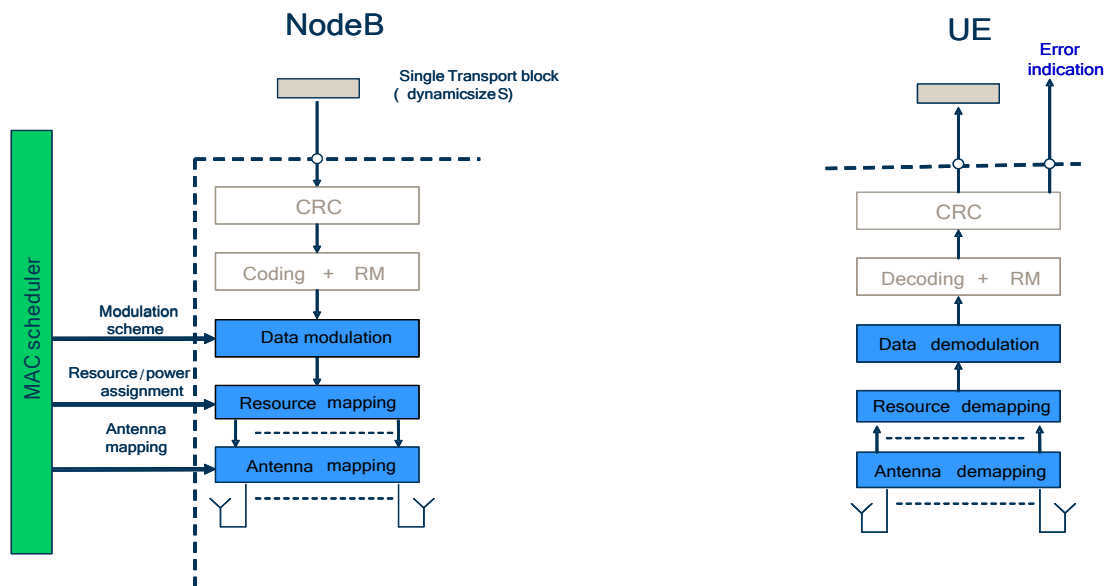 NodeB
UE
Single Transport block
( dynamicsize S)
Error
indication
MAC scheduler
CRC
Coding + RM
Modulation
scheme
Data modulation
Resource / power
assignment
Resource mapping
Antenna
mapping
Antenna mapping
CRC
Decoding + RM
Data demodulation
Resource demapping
Antenna demapping